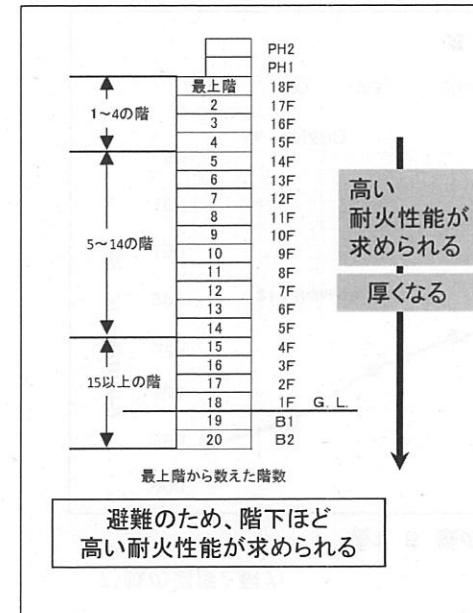 PH2
PH1
最上階 18F
2 17F
3 16F
1～4の階
4 15F
5 14F
6 13F
7 12F
8 11F
9 10F
5～14の階
10 9F
11 8F
12 7F
13 6F
14 5F
15 4F
16 3F
15以上の階
17 2F
18 1F G. L.
19 B1
20 B2
高い
耐火性能が
求められる
厚くなる
最上階から数えた階数
避難のため、階下ほど
高い耐火性能が求められる